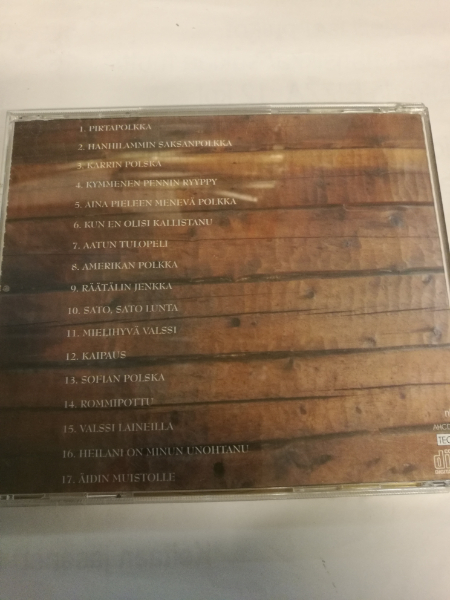 1. PIRTAPOLKKA
2. HANHILAMMIN SAKSANPOLKKA
3. KARRIN POLSKA
4. KYMMENEN PENNIN RYYPPY
5. AINA PIELEEN MENEVÄ POLKKA
6. KUN EN OLISI KALLISTANU
7. AATUN TULOPELI
8. AMERIKAN POLKKA
9. RÄÄTÄLIN JENKKA
10. SATO, SATO LUNTA
11. MIELIHYVÄ VALSSI
12. KAIPAUS
13. SOFIAN POLSKA
14. ROMMIPOTTU
15. VALSSI LAINEILLA
16. HEILANI ON MINUN UNOHTANU
17. ÄIDIN MUISTOLLE